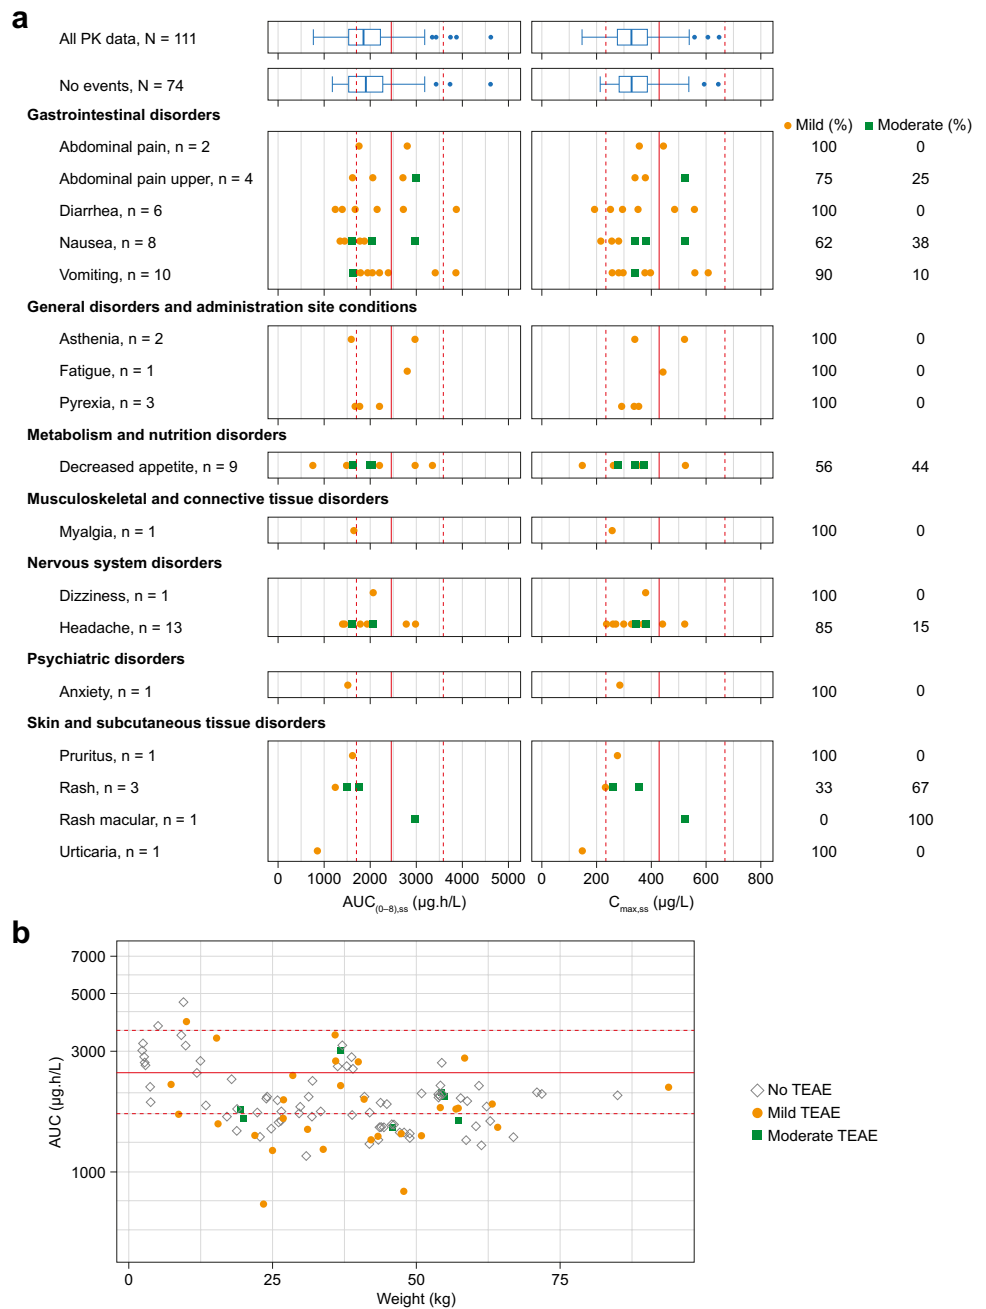 a
All PK data, N = 111
No events, N = 74
Gastrointestinal disorders
Mild (%) Moderate (%)
Abdominal pain, n = 2 100 0
Abdominal pain upper, n = 4 75 25
Diarrhea, n = 6 100 0
Nausea, n = 8 62 38
Vomiting, n = 10 90 10
General disorders and administration site conditions
Asthenia, n = 2 100 0
Fatigue, n = 1 100 0
Pyrexia, n = 3 100 0
Metabolism and nutrition disorders
Decreased appetite, n = 9 56 44
Musculoskeletal and connective tissue disorders
Myalgia, n = 1 100 0
Nervous system disorders
Dizziness, n = 1 100 0
Headache, n = 13 85 15
Psychiatric disorders
Anxiety, n = 1 100 0
Skin and subcutaneous tissue disorders
Pruritus, n = 1 100 0
Rash, n = 3 33 67
Rash macular, n = 1 0 100
Urticaria, n = 1 100 0
0 1000 2000 3000 4000 5000 0 200 400 600 800
AUC(0–8),ss (µg.h/L) Cmax,ss (µg/L)
b
7000
5000
3000
1000
AUC (µg.h/L)
No TEAE
Mild TEAE
Moderate TEAE
0 25 50 75
Weight (kg)